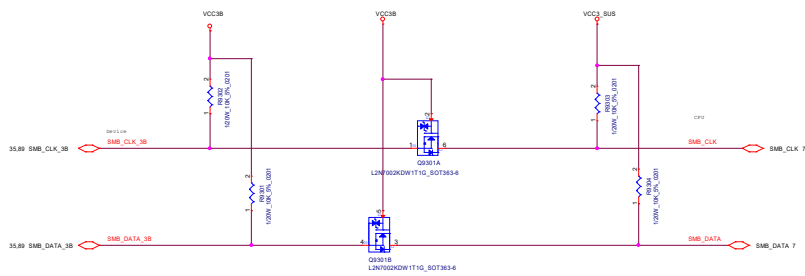 VCC3B
VCC3B
VCC3_SUS
2
R9302
1/20W_10K_5%_0201
1
2
R9303
1/20W_10K_5%_0201
1
Device
CPU
2
35,89 SMB_CLK_3B
SMB_CLK_3B
1
6
SMB_CLK
SMB_CLK 7
Q9301A
L2N7002KDW1T1G_SOT363-6
2
R9301
1/20W_10K_5%_0201
1
2
R9304
1/20W_10K_5%_0201
1
5
35,89 SMB_DATA_3B
SMB_DATA_3B
4
3
SMB_DATA
SMB_DATA 7
Q9301B
L2N7002KDW1T1G_SOT363-6